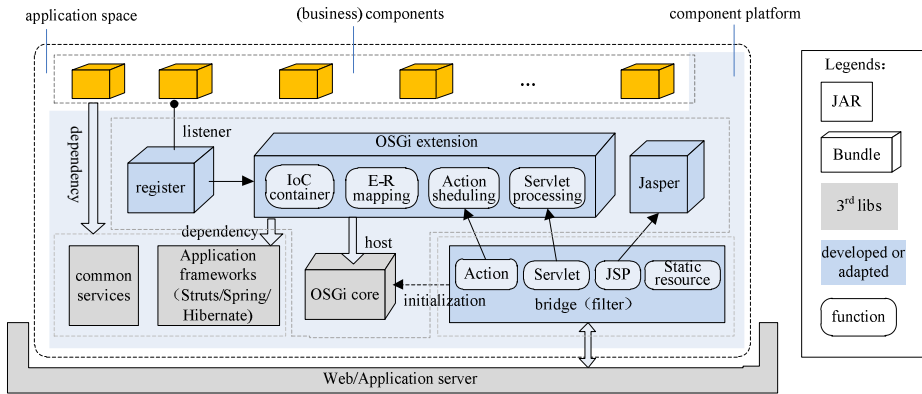 application space
(business) components
component platform
...
dependency
listener
register
OSGi extension
IoC
container
E-R
mapping
Action
sheduling
Servlet
processing
Jasper
dependency
host
common
services
Application
frameworks
(Struts/Spring/
Hibernate)
OSGi core
initialization
Action
Servlet
JSP
Static
resource
bridge（filter）
Web/Application server
Legends：
JAR
Bundle
3rd libs
developed or
adapted
function